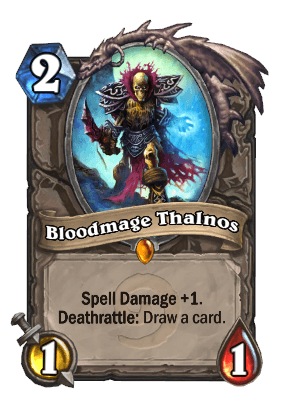 2
Bloodmage Thalnos
Spell Damage +1.
Deathrattle: Draw a card.
1
1